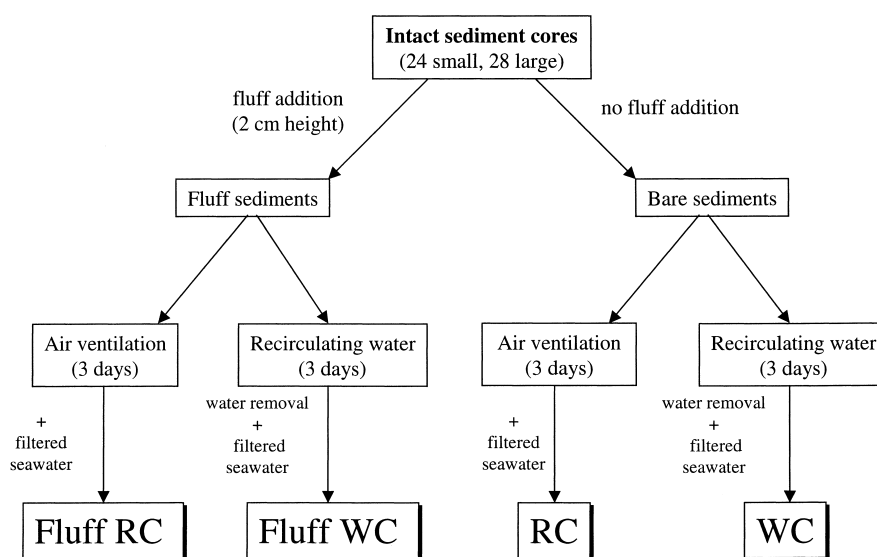 Intact sediment cores
(24 small, 28 large)
fluff addition
(2 cm height)
no fluff addition
Fluff sediments
Bare sediments
Air ventilation
(3 days)
Recirculating water
(3 days)
Air ventilation
(3 days)
Recirculating water
(3 days)
+
filtered
seawater
water removal
+
filtered
seawater
+
filtered
seawater
water removal
+
filtered
seawater
Fluff RC
Fluff WC
RC
WC